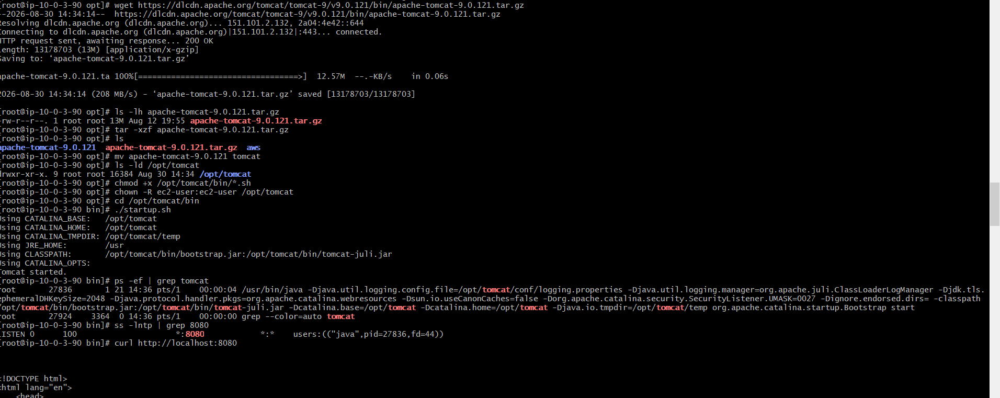 [root@ip-10-0-3-90 opt]# wget https://dlcdn.apache.org/tomcat/tomcat-9/v9.0.121/bin/apache-tomcat-9.0.121.tar.gz
--2026-08-30 14:34:14--  https://dlcdn.apache.org/tomcat/tomcat-9/v9.0.121/bin/apache-tomcat-9.0.121.tar.gz
Resolving dlcdn.apache.org (dlcdn.apache.org)... 151.101.2.132, 2a04:4e42::644
Connecting to dlcdn.apache.org (dlcdn.apache.org)|151.101.2.132|:443... connected.
HTTP request sent, awaiting response... 200 OK
Length: 13178703 (13M) [application/x-gzip]
Saving to: ‘apache-tomcat-9.0.121.tar.gz’
apache-tomcat-9.0.121.ta 100%[==================================>]  12.57M  --.-KB/s    in 0.06s
2026-08-30 14:34:14 (208 MB/s) - ‘apache-tomcat-9.0.121.tar.gz’ saved [13178703/13178703]
[root@ip-10-0-3-90 opt]# ls -lh apache-tomcat-9.0.121.tar.gz
-rw-r--r--. 1 root root 13M Aug 12 19:55 apache-tomcat-9.0.121.tar.gz
[root@ip-10-0-3-90 opt]# tar -xzf apache-tomcat-9.0.121.tar.gz
[root@ip-10-0-3-90 opt]# ls
apache-tomcat-9.0.121  apache-tomcat-9.0.121.tar.gz  aws
[root@ip-10-0-3-90 opt]# mv apache-tomcat-9.0.121 tomcat
[root@ip-10-0-3-90 opt]# ls -ld /opt/tomcat
drwxr-xr-x. 9 root root 16384 Aug 30 14:34 /opt/tomcat
[root@ip-10-0-3-90 opt]# chmod +x /opt/tomcat/bin/*.sh
[root@ip-10-0-3-90 opt]# chown -R ec2-user:ec2-user /opt/tomcat
[root@ip-10-0-3-90 opt]# cd /opt/tomcat/bin
[root@ip-10-0-3-90 bin]# ./startup.sh
Using CATALINA_BASE:   /opt/tomcat
Using CATALINA_HOME:   /opt/tomcat
Using CATALINA_TMPDIR: /opt/tomcat/temp
Using JRE_HOME:        /usr
Using CLASSPATH:       /opt/tomcat/bin/bootstrap.jar:/opt/tomcat/bin/tomcat-juli.jar
Using CATALINA_OPTS:
Tomcat started.
[root@ip-10-0-3-90 bin]# ps -ef | grep tomcat
root       27836       1 21 14:36 pts/1    00:00:04 /usr/bin/java -Djava.util.logging.config.file=/opt/tomcat/conf/logging.properties -Djava.util.logging.manager=org.apache.juli.ClassLoaderLogManager -Djdk.tls.
ephemeralDHKeySize=2048 -Djava.protocol.handler.pkgs=org.apache.catalina.webresources -Dsun.io.useCanonCaches=false -Dorg.apache.catalina.security.SecurityListener.UMASK=0027 -Dignore.endorsed.dirs= -classpath
/opt/tomcat/bin/bootstrap.jar:/opt/tomcat/bin/tomcat-juli.jar -Dcatalina.base=/opt/tomcat -Dcatalina.home=/opt/tomcat -Djava.io.tmpdir=/opt/tomcat/temp org.apache.catalina.startup.Bootstrap start
root       27924    3364  0 14:36 pts/1    00:00:00 grep --color=auto tomcat
[root@ip-10-0-3-90 bin]# ss -lntp | grep 8080
LISTEN 0      100                        *:8080            *:*    users:(("java",pid=27836,fd=44))
[root@ip-10-0-3-90 bin]# curl http://localhost:8080
<!DOCTYPE html>
<html lang="en">
    <head>